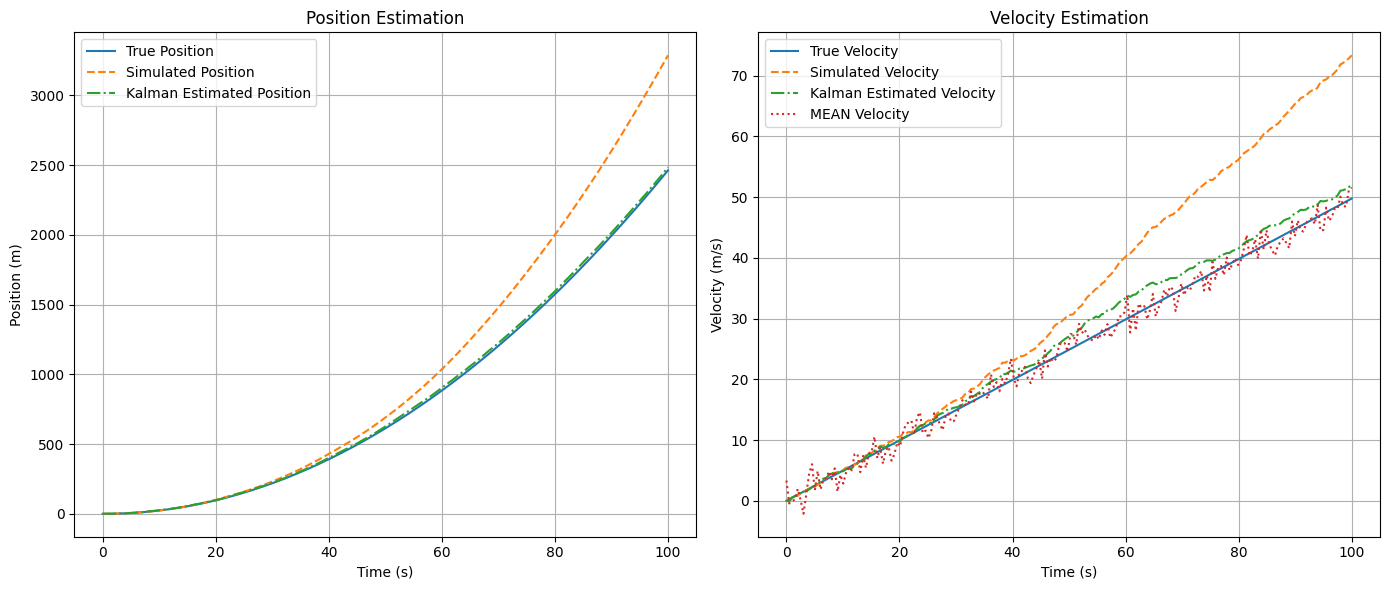 Position Estimation
True Position
Simulated Position
Kalman Estimated Position
Position (m)
3000
2500
2000
1500
1000
500
0
0 20 40 60 80 100
Time (s)
Velocity Estimation
True Velocity
Simulated Velocity
Kalman Estimated Velocity
MEAN Velocity
Velocity (m/s)
70
60
50
40
30
20
10
0
0 20 40 60 80 100
Time (s)